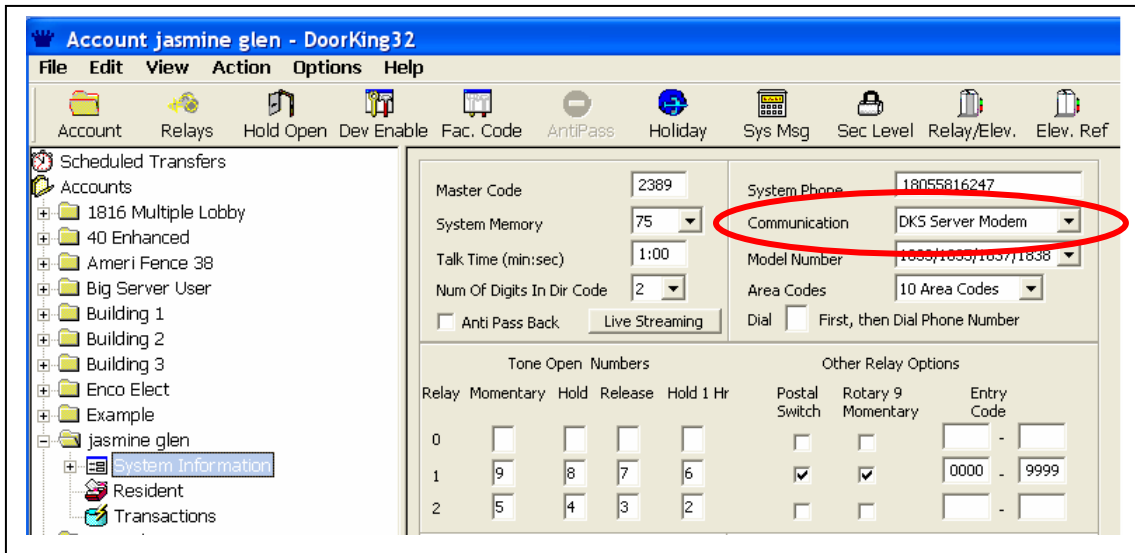 Account jasmine glen - DoorKing32
File Edit View Action Options Help
Account Relays Hold Open Dev Enable Fac. Code AntiPass Holiday Sys Msg Sec Level Relay/Elev. Elev. Ref
Scheduled Transfers
Accounts
1816 Multiple Lobby
40 Enhanced
Ameri Fence 38
Big Server User
Building 1
Building 2
Building 3
Enco Elect
Example
jasmine glen
System Information
Resident
Transactions
Master Code 2389
System Memory 75
Talk Time (min:sec) 1:00
Num Of Digits In Dir Code 2
Anti Pass Back Live Streaming
System Phone 18055816247
Communication DKS Server Modem
Model Number 1833/1835/1837/1838
Area Codes 10 Area Codes
Dial First, then Dial Phone Number
Tone Open Numbers
Relay Momentary Hold Release Hold 1 Hr
0
1 9 8 7 6
2 5 4 3 2
Other Relay Options
Postal Switch Rotary 9 Momentary Entry Code
-
0000 - 9999
-